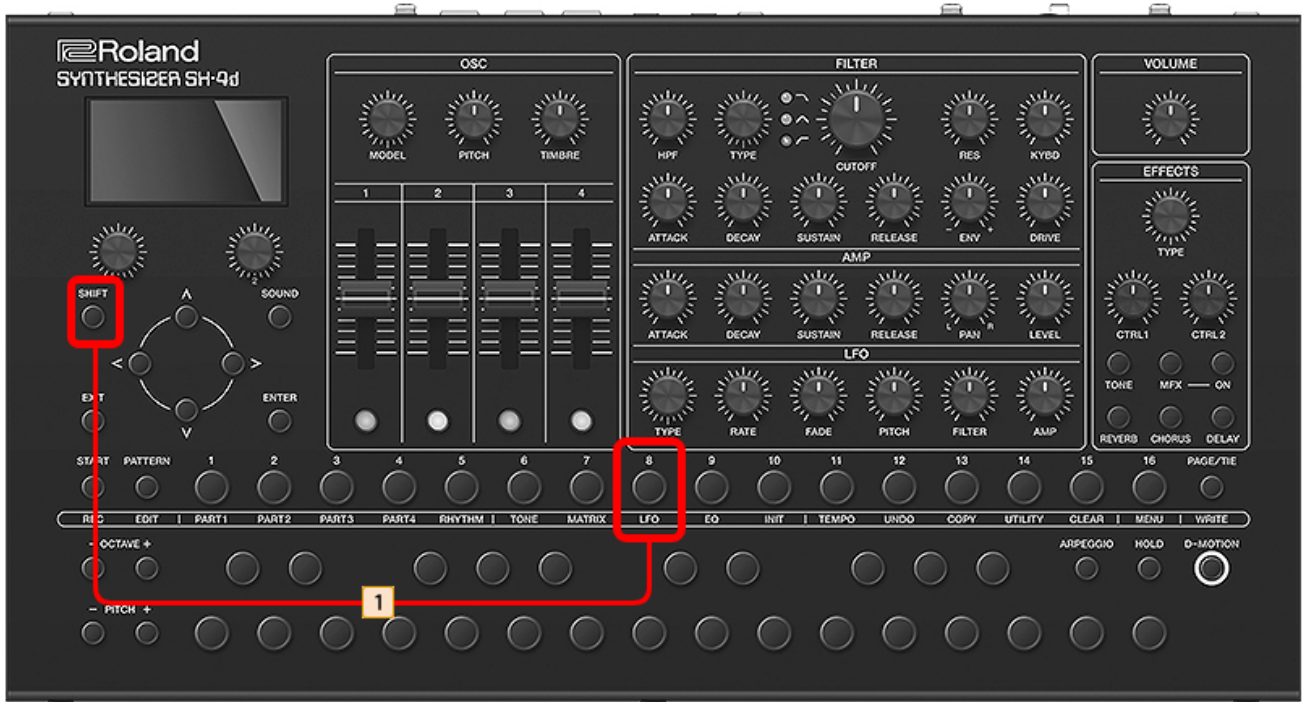 Roland
SYNTHESIZER SH-4d
OSC
FILTER
VOLUME
MODEL PITCH TIMBRE
HPF TYPE CUTOFF RES KYBD
EFFECTS
1 2 3 4
ATTACK DECAY SUSTAIN RELEASE - ENV + DRIVE
TYPE
2
AMP
SHIFT SOUND
ATTACK DECAY SUSTAIN RELEASE L PAN R LEVEL
CTRL1 CTRL2
LFO
TONE MFX ON
EXIT ENTER
TYPE RATE FADE PITCH FILTER AMP
REVERB CHORUS DELAY
START PATTERN 1 2 3 4 5 6 7 8 9 10 11 12 13 14 15 16 PAGE/TIE
REC EDIT PART1 PART2 PART3 PART4 RHYTHM TONE MATRIX LFO EQ INIT TEMPO UNDO COPY UTILITY CLEAR MENU WRITE
- OCTAVE + ARPEGGIO HOLD D-MOTION
1
- PITCH +